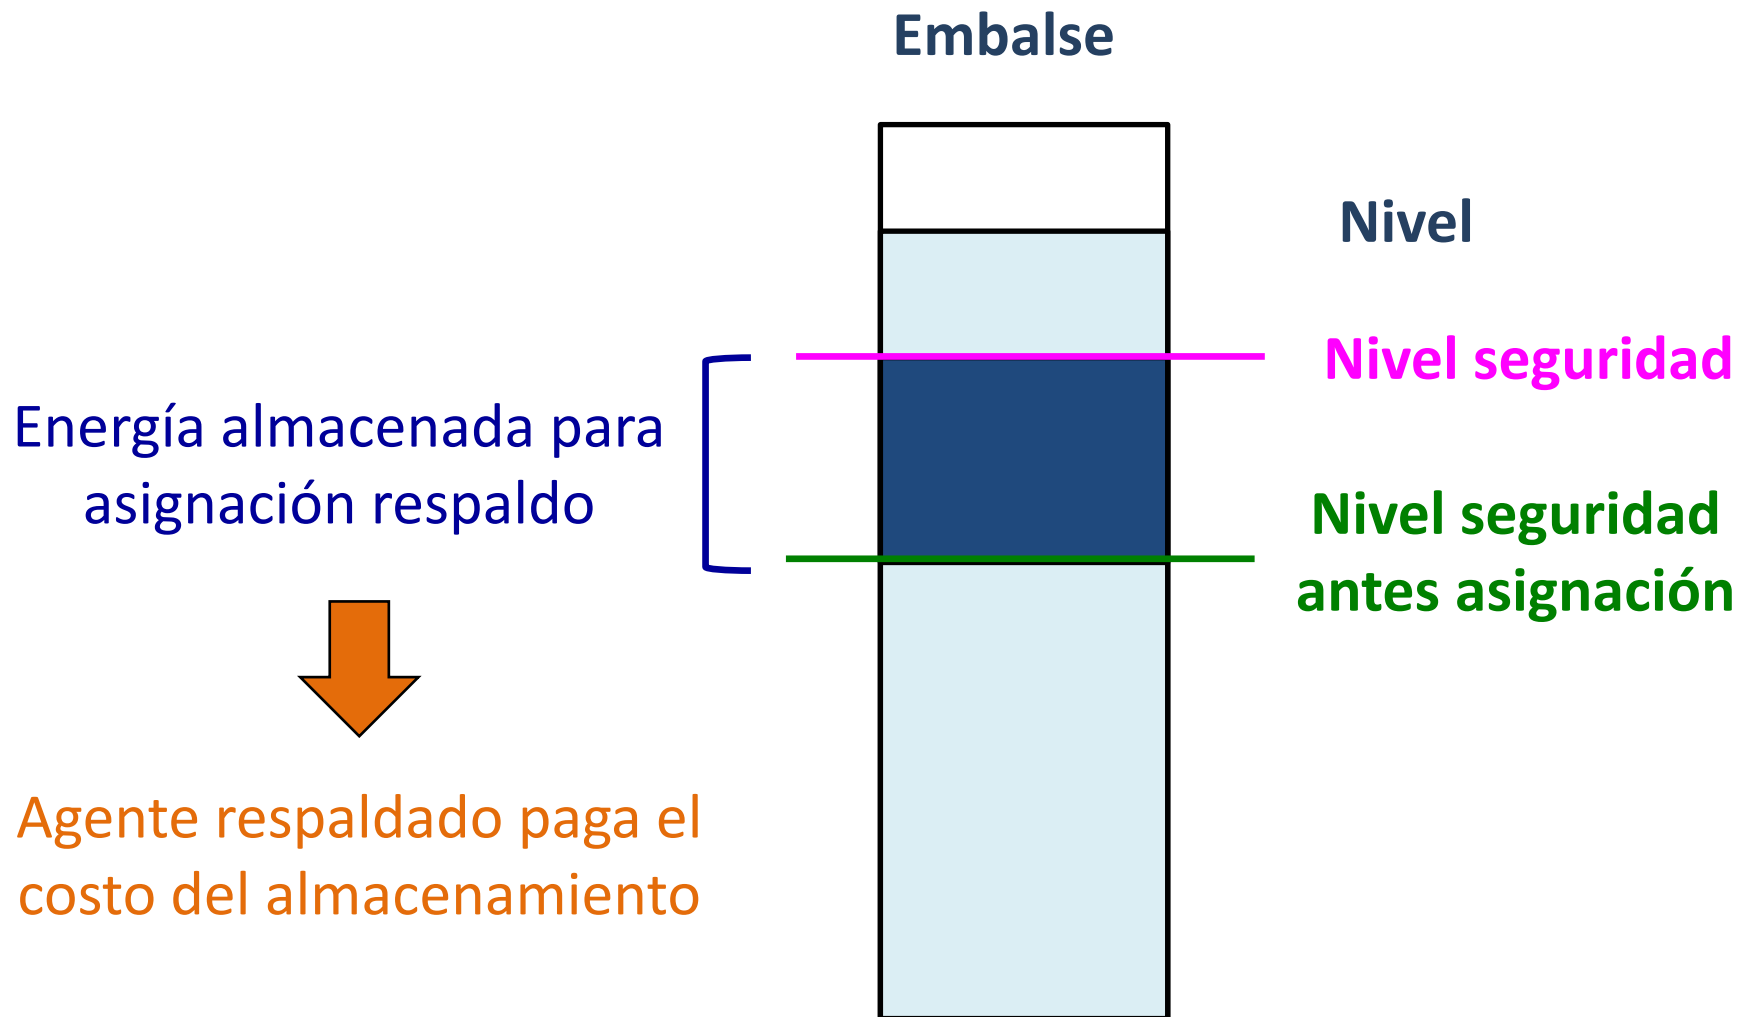 Embalse
Nivel
Nivel seguridad
Energía almacenada para
asignación respaldo
Nivel seguridad
antes asignación
Agente respaldado paga el
costo del almacenamiento